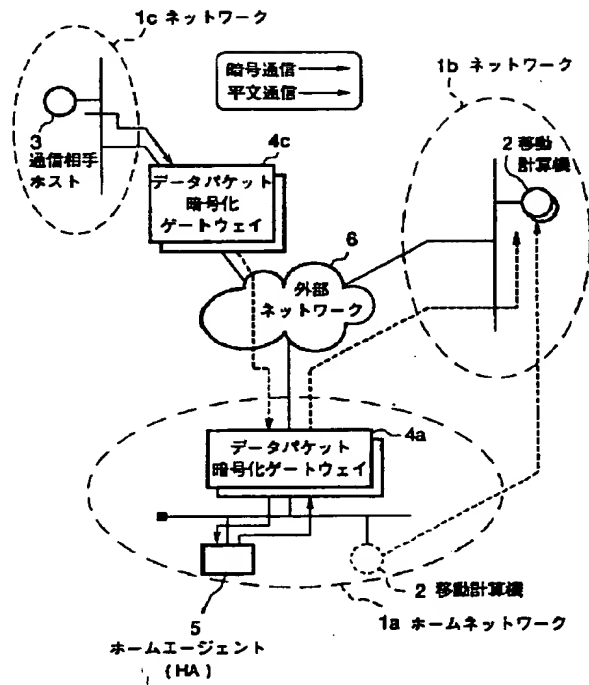 1c ネットワーク
暗号通信
平文通信
1b ネットワーク
3
通信相手
ホスト
4c
データパケット
暗号化
ゲートウェイ
2 移動
計算機
6
外部
ネットワーク
4a
データパケット
暗号化ゲートウェイ
5
ホームエージェント
(HA)
2 移動計算機
1a ホームネットワーク